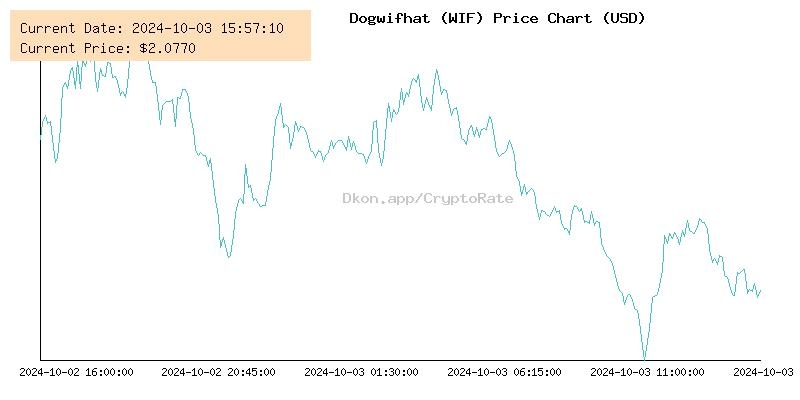 Dogwifhat (WIF) Price Chart (USD)
Current Date: 2024-10-03 15:57:10
Current Price: $2.0770
Dkon.app/CryptoRate
2024-10-02 16:00:00 2024-10-02 20:45:00 2024-10-03 01:30:00 2024-10-03 06:15:00 2024-10-03 11:00:00 2024-10-03